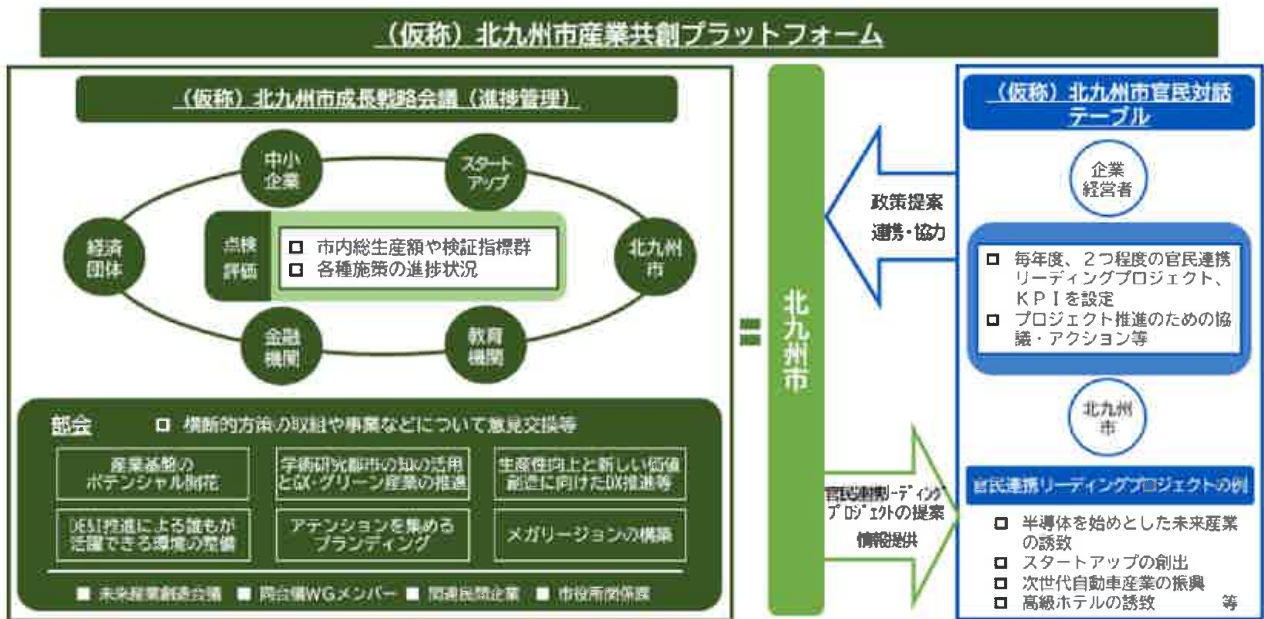 （仮称）北九州市産業共創プラットフォーム
（仮称）北九州市成長戦略会議（進捗管理）
中小
企業
スタート
アップ
経済
団体
点検
評価
□ 市内総生産額や検証指標群
□ 各種施策の進捗状況
北九州
市
金融
機関
教育
機関
部会
□ 横断的方策の取組や事業などについて意見交換等
産業基盤の
ポテンシャル開花
学術研究都市の知の活用
とGX・グリーン産業の推進
生産性向上と新しい価値
創造に向けたDX推進等
DE&I推進による誰もが
活躍できる環境の整備
アテンションを集める
ブランディング
メガリージョンの構築
■ 未来産業創造会議 ■ 同会議WGメンバー ■ 関連民間企業 ■ 市役所関係課
北九州市
政策提案
連携・協力
官民連携リーディング
プロジェクトの提案
情報提供
（仮称）北九州市官民対話
テーブル
企業
経営者
□ 毎年度、２つ程度の官民連携
リーディングプロジェクト、
ＫＰＩを設定
□ プロジェクト推進のための協
議・アクション等
北九州
市
官民連携リーディングプロジェクトの例
□ 半導体を始めとした未来産業
の誘致
□ スタートアップの創出
□ 次世代自動車産業の振興
□ 高級ホテルの誘致 等